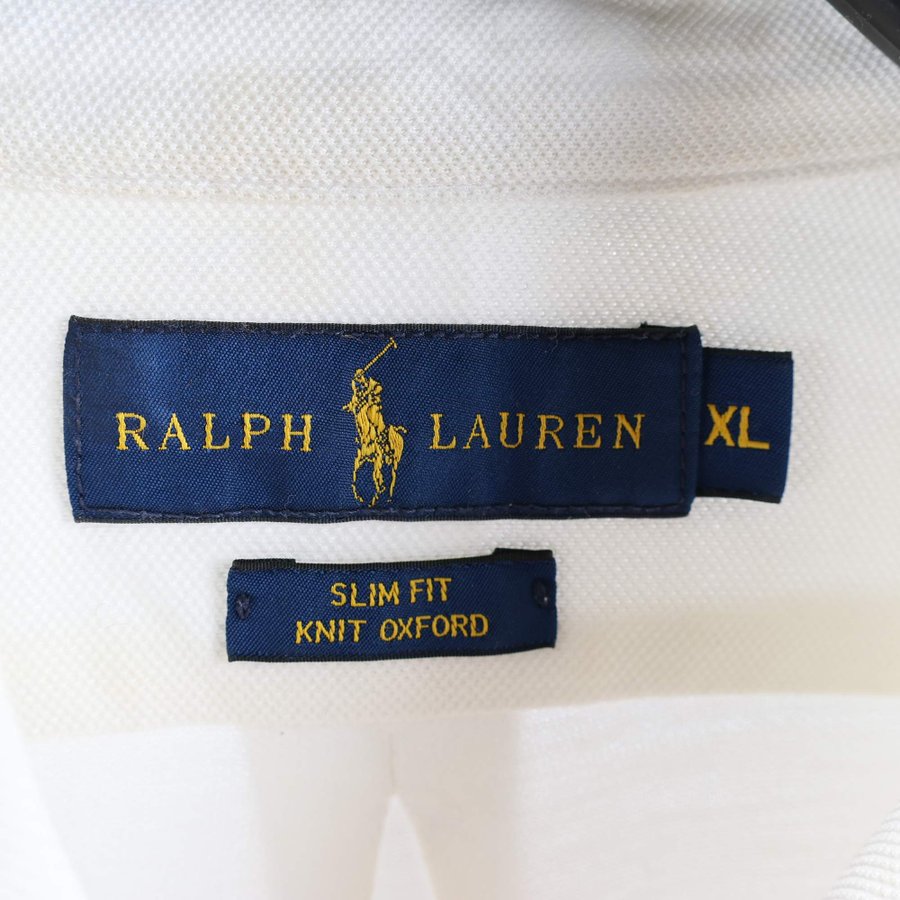 RALPH LAUREN XL
SLIM FIT
KNIT OXFORD